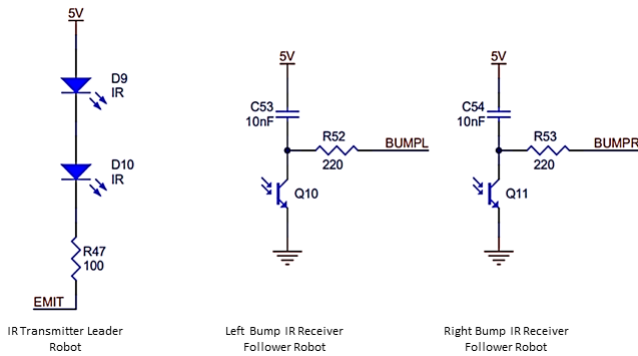 5V
D9
IR
D10
IR
R47
100
EMIT
IR Transmitter Leader
Robot
5V
C53
10nF
R52
BUMPL
220
Q10
Left Bump IR Receiver
Follower Robot
5V
C54
10nF
R53
BUMPR
220
Q11
Right Bump IR Receiver
Follower Robot